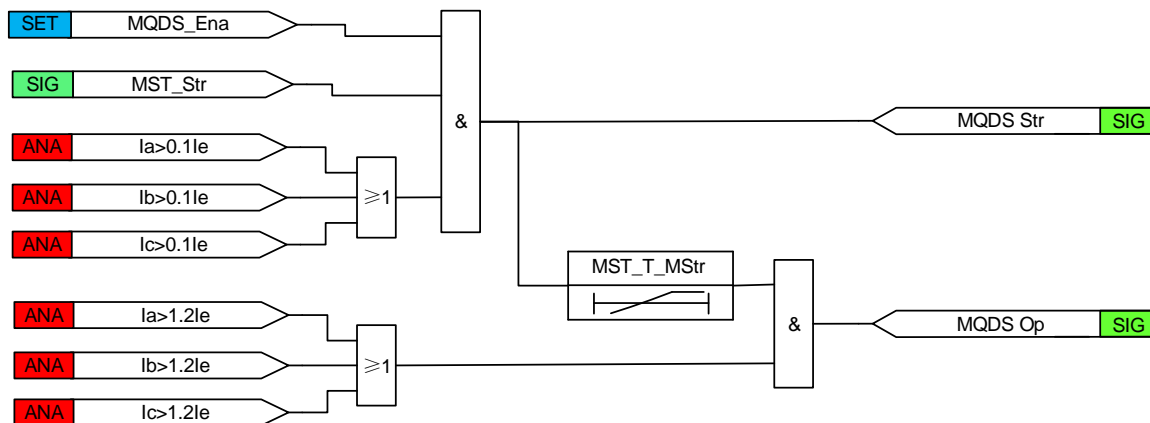 SET MQDS_Ena
SIG MST_Str
&
MQDS Str SIG
ANA Ia>0.1Ie
ANA Ib>0.1Ie
≥1
ANA Ic>0.1Ie
MST_T_MStr
ANA Ia>1.2Ie
&
MQDS Op SIG
ANA Ib>1.2Ie
≥1
ANA Ic>1.2Ie